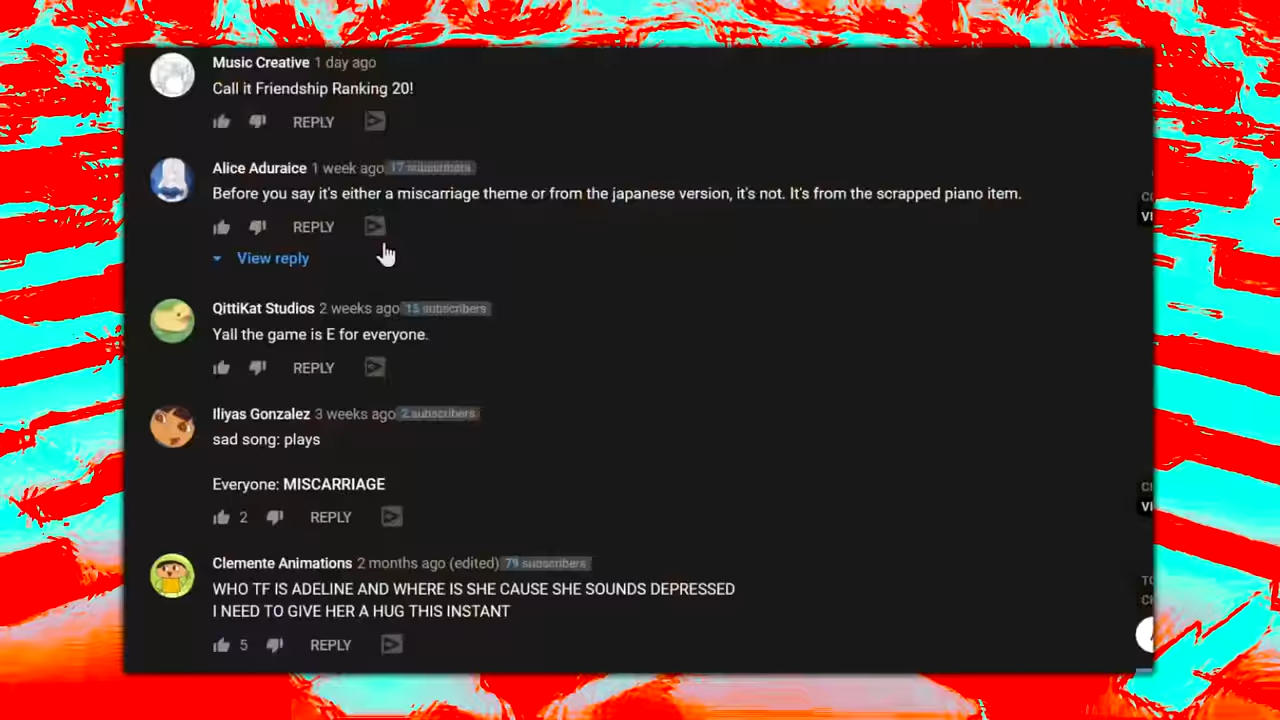 Music Creative 1 day ago
Call it Friendship Ranking 20!
REPLY
Alice Aduraice 1 week ago 17 subscribers
Before you say it's either a miscarriage theme or from the japanese version, it's not. It's from the scrapped piano item.
REPLY
View reply
QittiKat Studios 2 weeks ago 15 subscribers
Yall the game is E for everyone.
REPLY
Iliyas Gonzalez 3 weeks ago 2 subscribers
sad song: plays
Everyone: MISCARRIAGE
2 REPLY
Clemente Animations 2 months ago (edited) 79 subscribers
WHO TF IS ADELINE AND WHERE IS SHE CAUSE SHE SOUNDS DEPRESSED
I NEED TO GIVE HER A HUG THIS INSTANT
5 REPLY